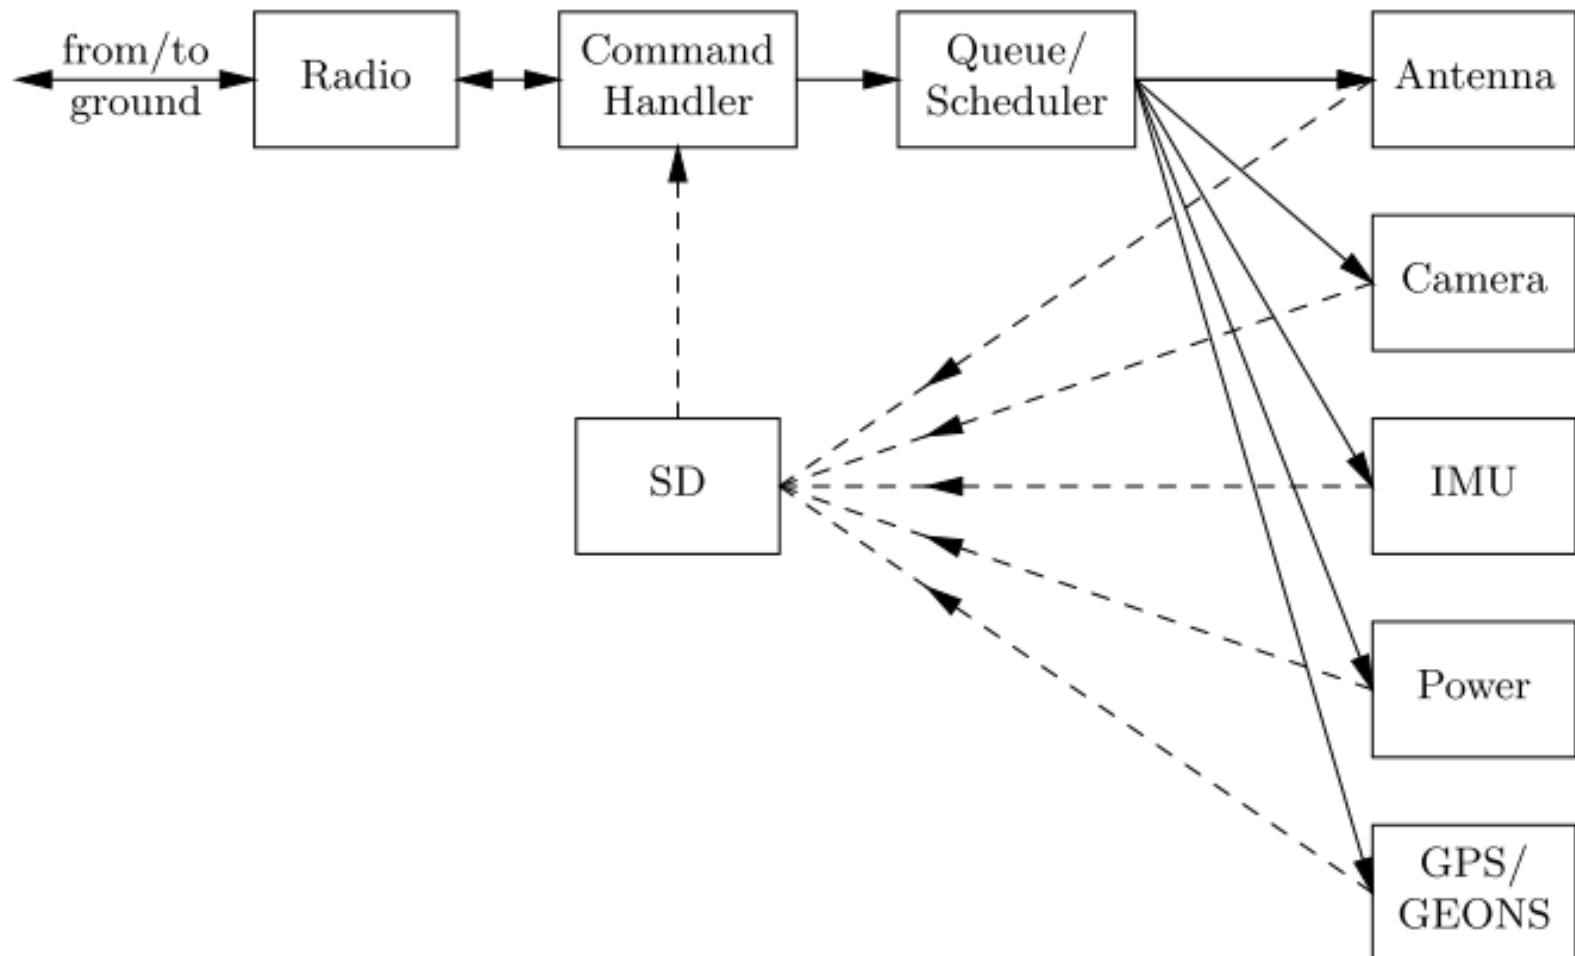 from/to
ground
Radio
Command
Handler
Queue/
Scheduler
Antenna
Camera
SD
IMU
Power
GPS/
GEONS